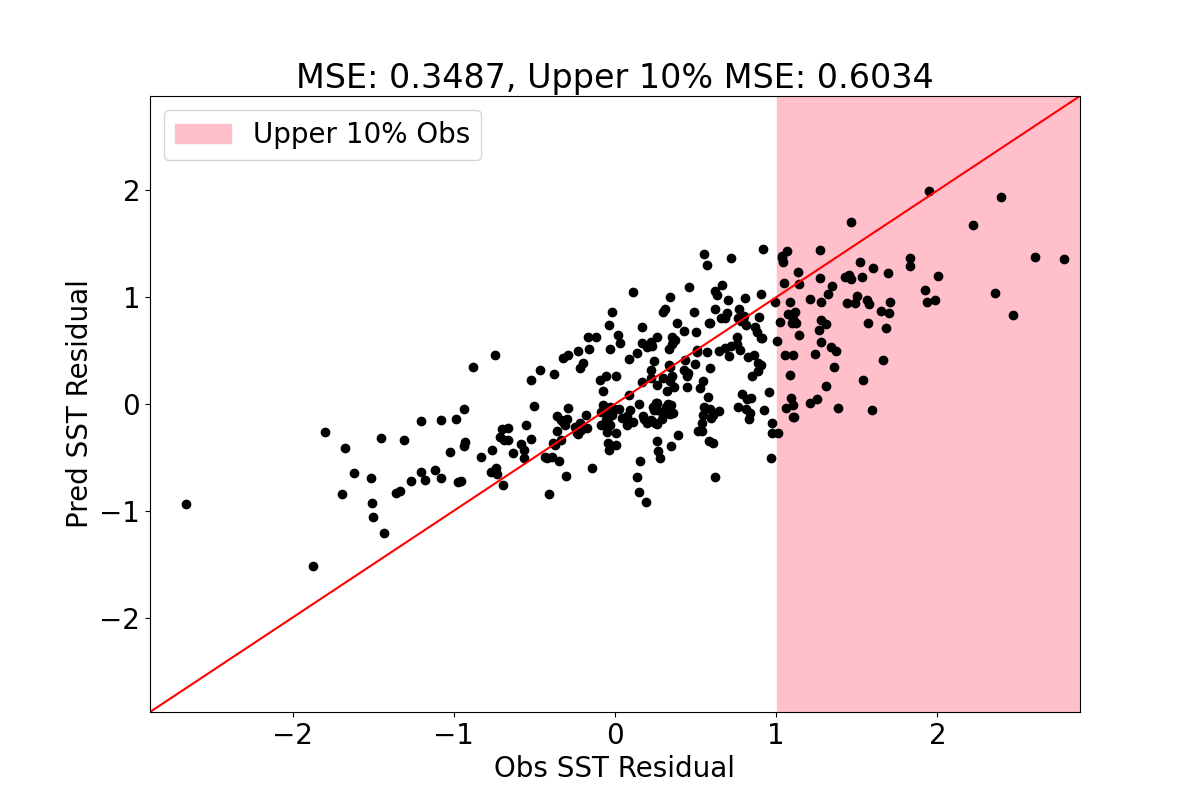 MSE: 0.3487, Upper 10% MSE: 0.6034
Upper 10% Obs
Pred SST Residual
2
1
0
−1
−2
−2
−1
0
1
2
Obs SST Residual